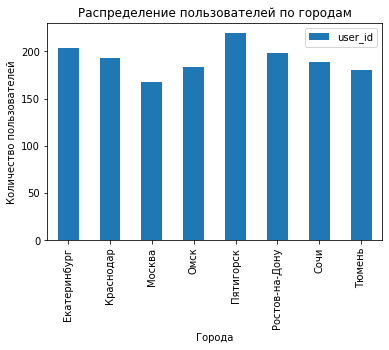 Распределение пользователей по городам
user_id
Количество пользователей
200
150
100
50
0
Екатеринбург
Краснодар
Москва
Омск
Пятигорск
Ростов-на-Дону
Сочи
Тюмень
Города